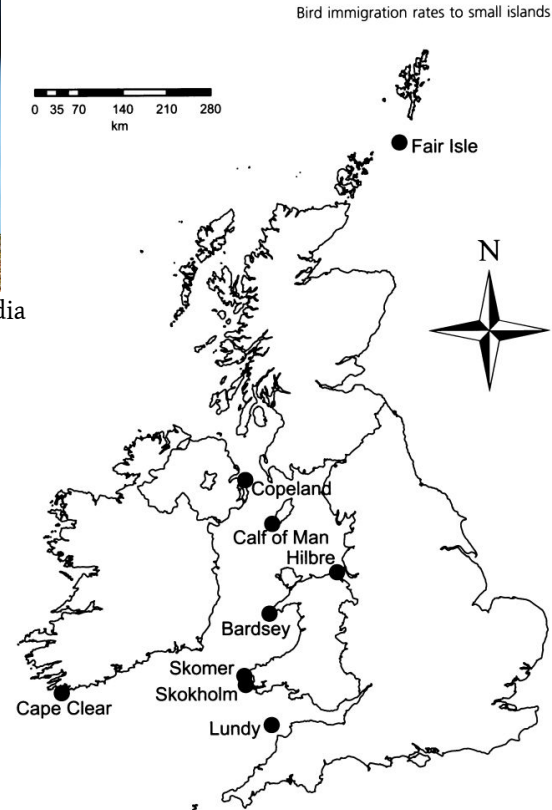 Bird immigration rates to small islands
0 35 70 140 210 280
km
Fair Isle
N
dia
Copeland
Calf of Man
Hilbre
Bardsey
Skomer
Skokholm
Cape Clear
Lundy